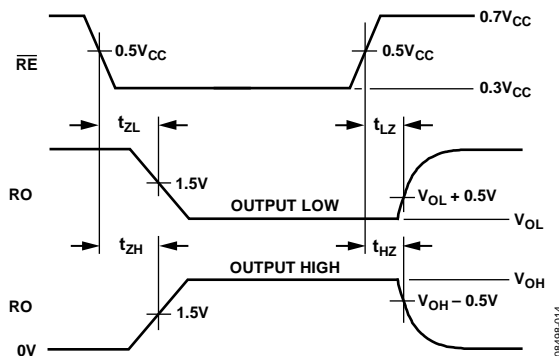 0.7VCC
RE
0.5VCC
0.5VCC
0.3VCC
tZL
tLZ
RO
1.5V
OUTPUT LOW
VOL + 0.5V
VOL
tZH
tHZ
OUTPUT HIGH
VOH
RO
1.5V
VOH – 0.5V
0V
08498-014